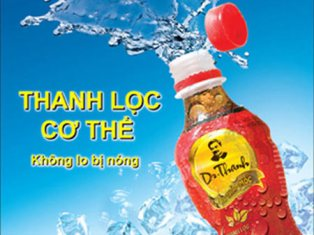 THANH LỌC
CƠ THỂ
Không lo bị nóng
Dr.Thanh